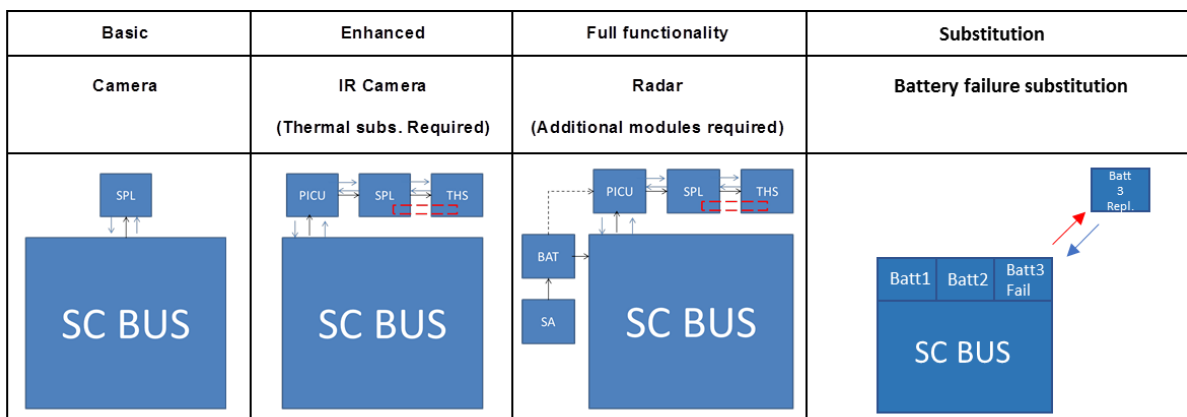 Basic
Enhanced
Full functionality
Substitution
Camera
IR Camera
(Thermal subs. Required)
Radar
(Additional modules required)
Battery failure substitution
SPL
SC BUS
PICU
SPL
THS
SC BUS
PICU
SPL
THS
BAT
SA
SC BUS
Batt
3
Repl.
Batt1
Batt2
Batt3
Fail
SC BUS